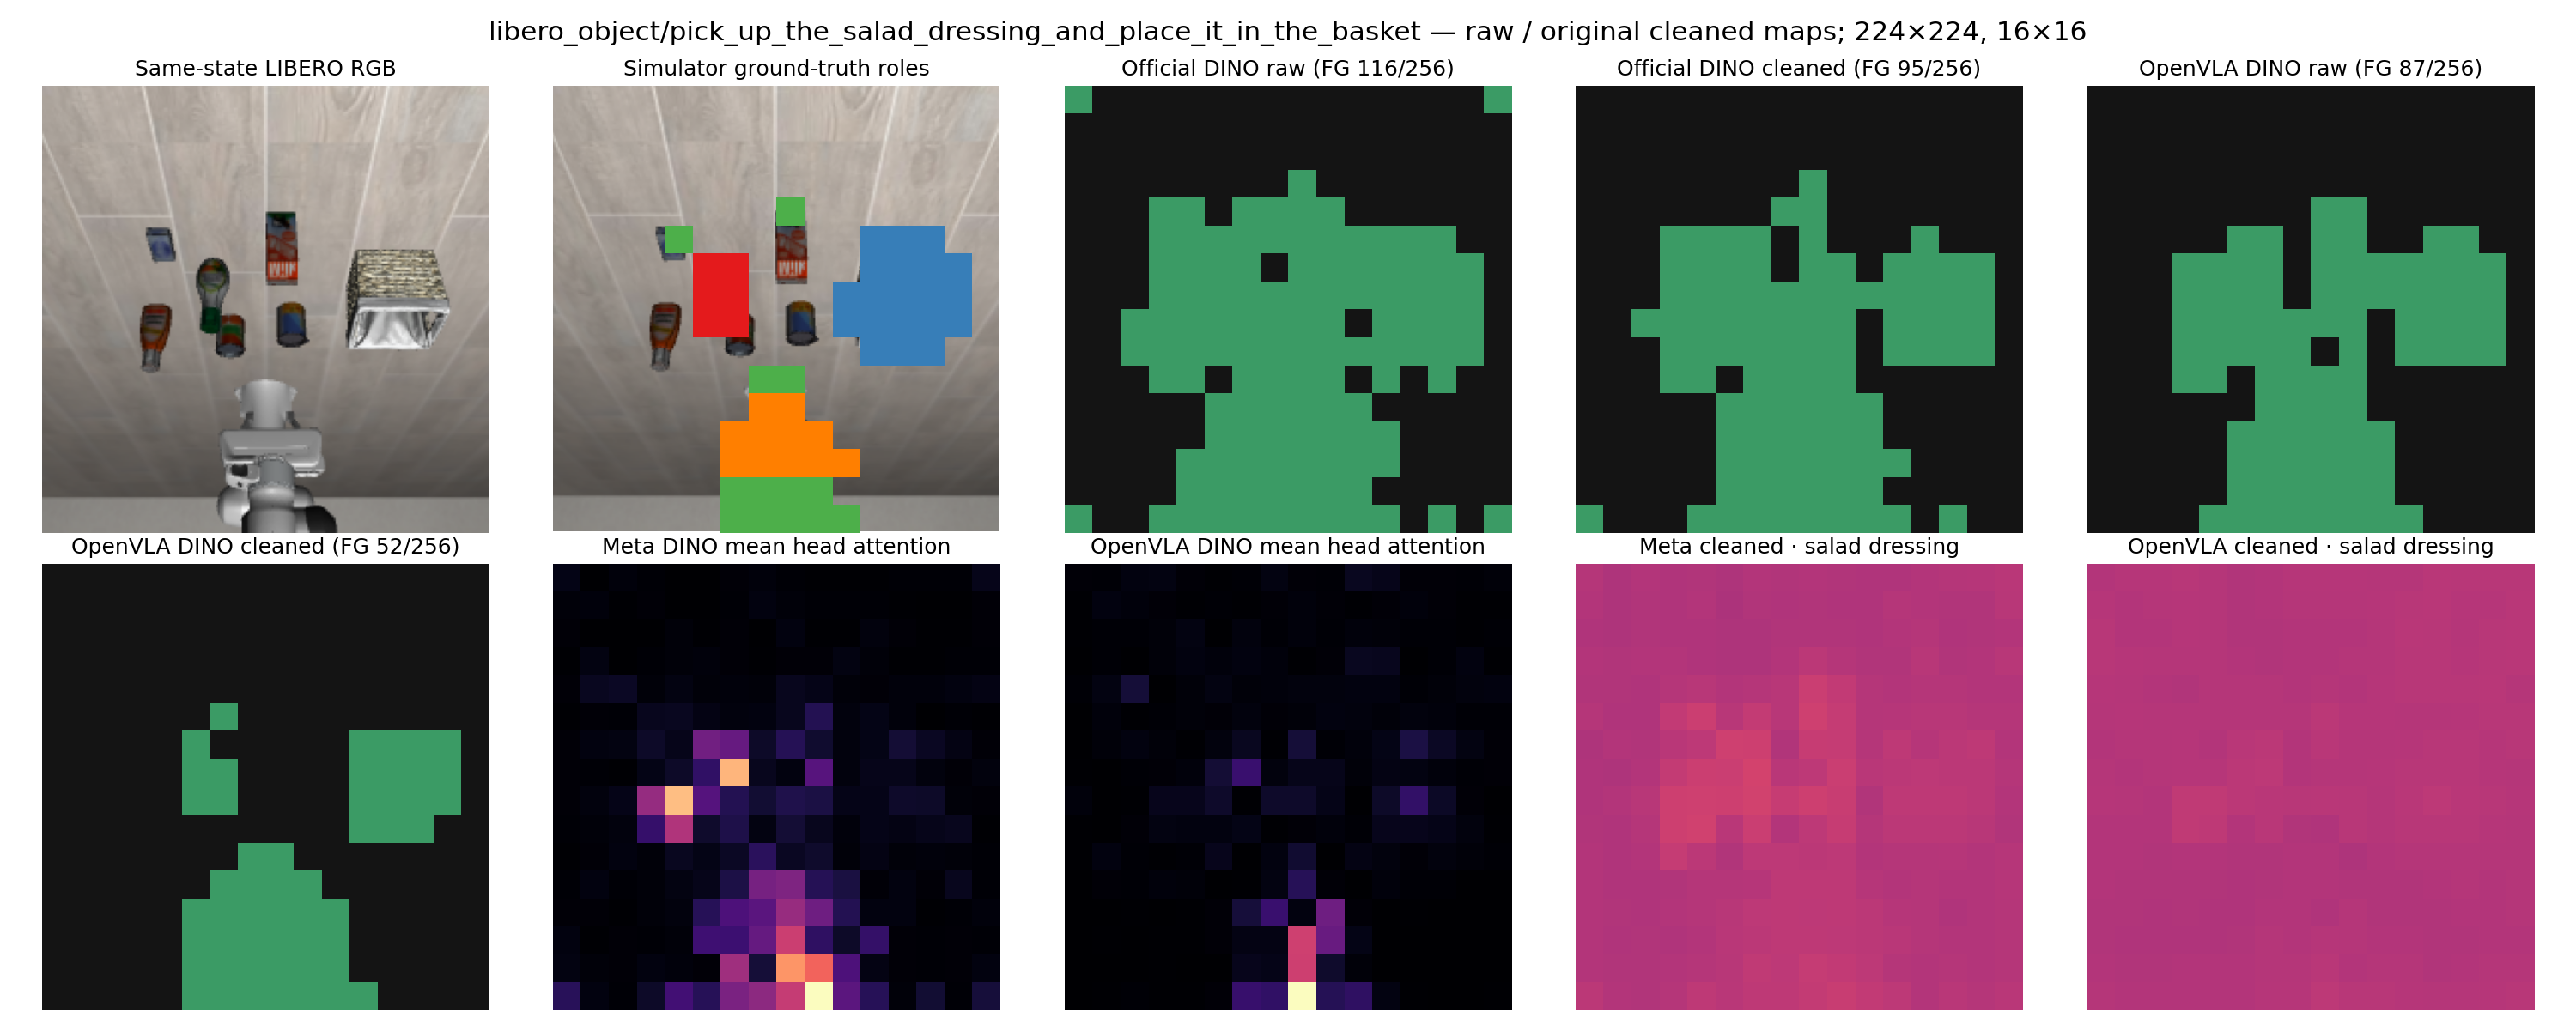 libero_object/pick_up_the_salad_dressing_and_place_it_in_the_basket — raw / original cleaned maps; 224×224, 16×16
Same-state LIBERO RGB
Simulator ground-truth roles
Official DINO raw (FG 116/256)
Official DINO cleaned (FG 95/256)
OpenVLA DINO raw (FG 87/256)
OpenVLA DINO cleaned (FG 52/256)
Meta DINO mean head attention
OpenVLA DINO mean head attention
Meta cleaned · salad dressing
OpenVLA cleaned · salad dressing